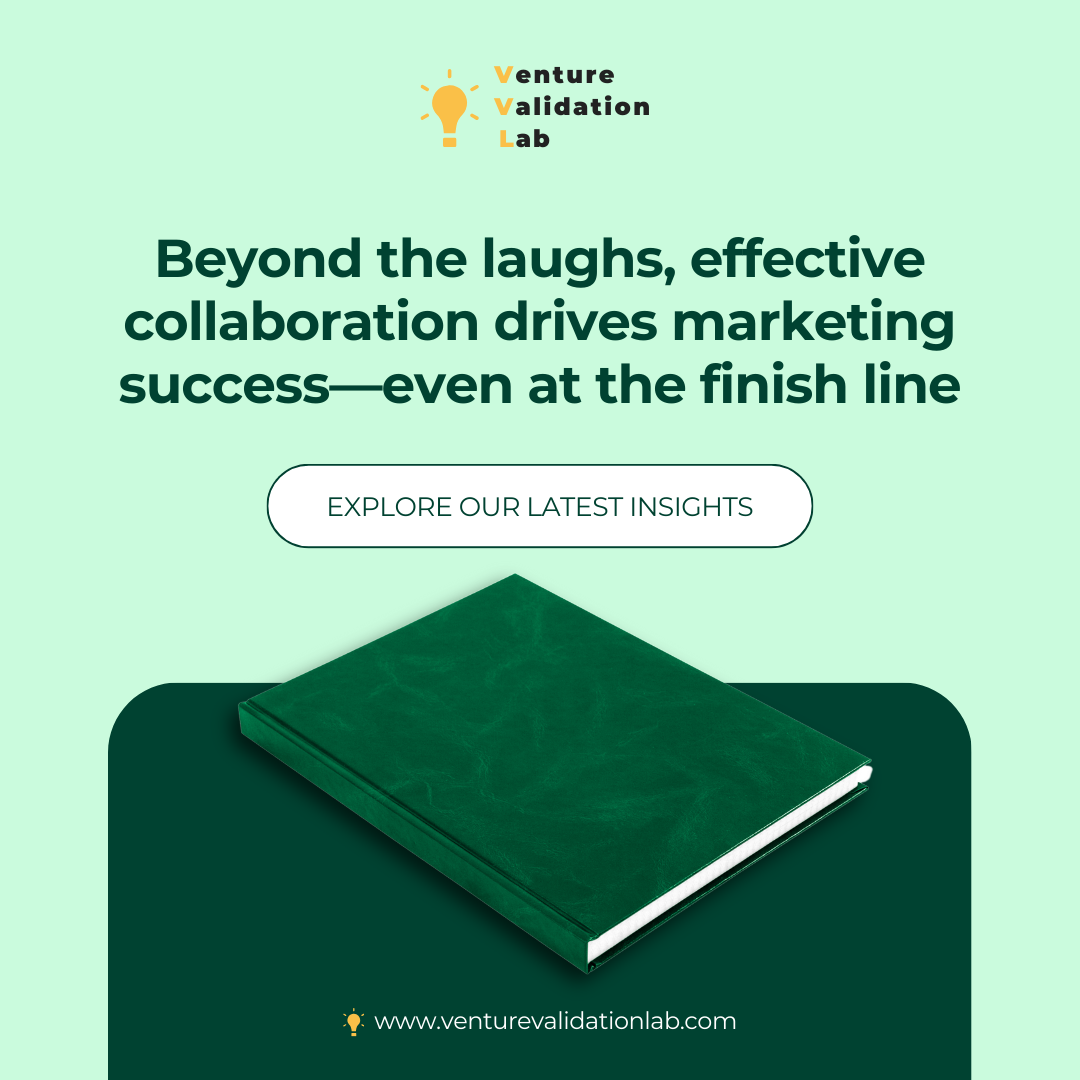 Venture
Validation
Lab
Beyond the laughs, effective
collaboration drives marketing
success—even at the finish line
EXPLORE OUR LATEST INSIGHTS
www.venturevalidationlab.com